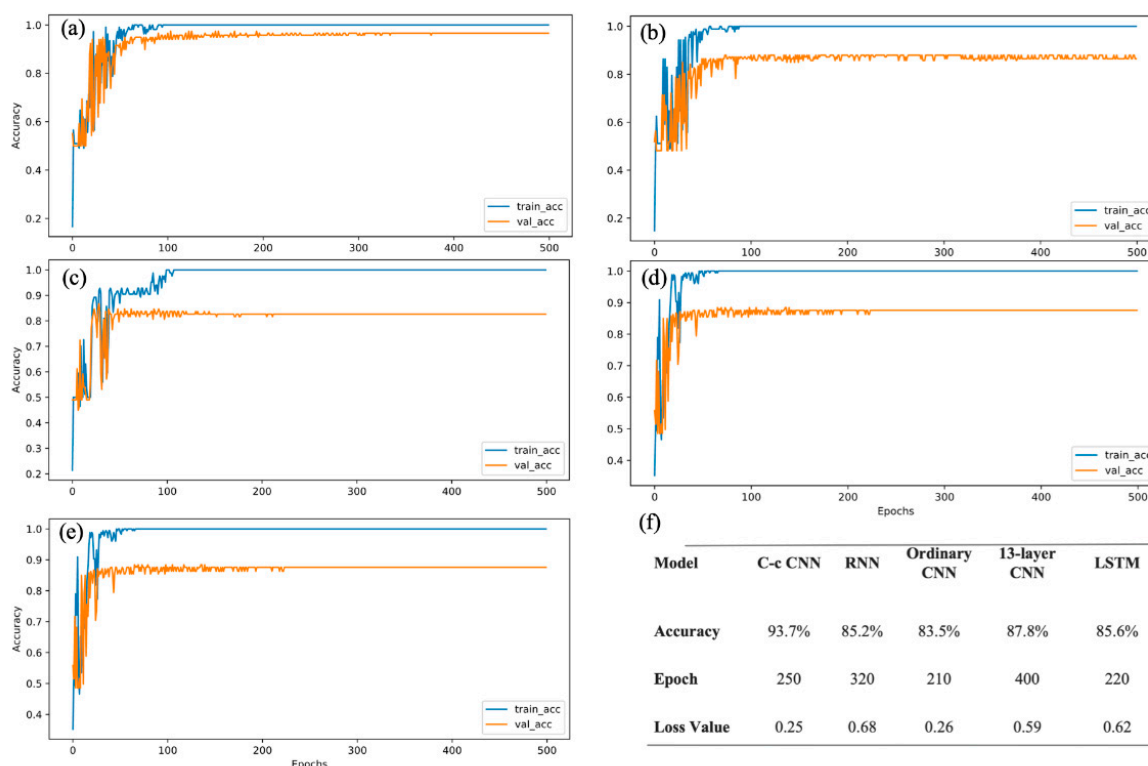 (a)
1.0
0.8
0.6
0.4
0.2
Accuracy
train_acc
val_acc
0 100 200 300 400 500
(b)
1.0
0.8
0.6
0.4
0.2
train_acc
val_acc
0 100 200 300 400 500
(c)
1.0
0.9
0.8
0.7
0.6
0.5
0.4
0.3
0.2
Accuracy
train_acc
val_acc
0 100 200 300 400 500
(d)
1.0
0.9
0.8
0.7
0.6
0.5
0.4
train_acc
val_acc
0 100 200 300 400 500
Epochs
(e)
1.0
0.9
0.8
0.7
0.6
0.5
0.4
train_acc
val_acc
0 100 200 300 400 500
Epochs
(f)
Model C-c CNN RNN Ordinary CNN 13-layer CNN LSTM
Accuracy 93.7% 85.2% 83.5% 87.8% 85.6%
Epoch 250 320 210 400 220
Loss Value 0.25 0.68 0.26 0.59 0.62